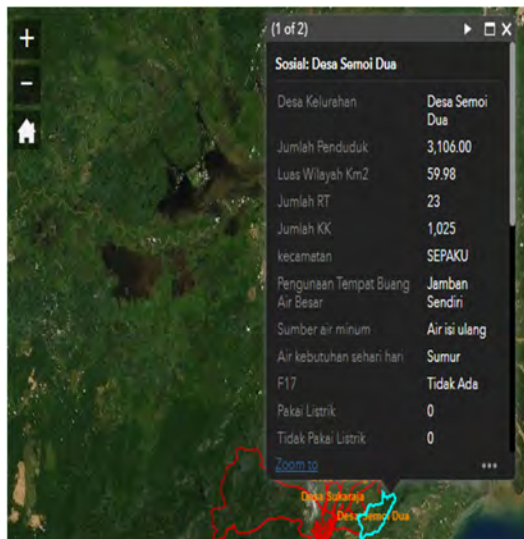 +
(1 of 2)
−
Sosial: Desa Semoi Dua
Desa Kelurahan Desa Semoi
Dua
Jumlah Penduduk 3,106.00
Luas Wilayah Km2 59.98
Jumlah RT 23
Jumlah KK 1,025
kecamatan SEPAKU
Pengunaan Tempat Buang Jamban
Air Besar Sendiri
Sumber air minum Air isi ulang
Air kebutuhan sehari hari Sumur
F17 Tidak Ada
Pakai Listrik 0
Tidak Pakai Listrik 0
Zoom to
Desa Sukaraja
Desa Semoi Dua